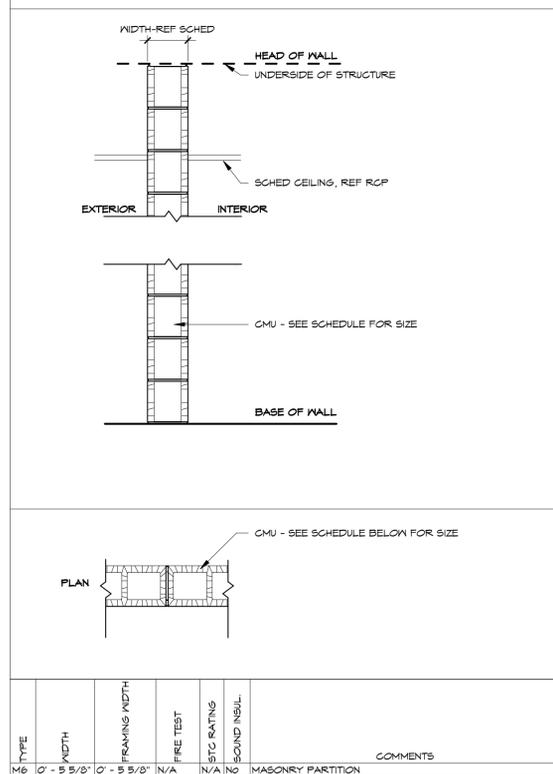 WIDTH-REF SCHED
HEAD OF WALL
UNDERSIDE OF STRUCTURE
SCHED CEILING, REF RCP
EXTERIOR
INTERIOR
CMU - SEE SCHEDULE FOR SIZE
BASE OF WALL
CMU - SEE SCHEDULE BELOW FOR SIZE
PLAN
TYPE
WIDTH
FRAMING WIDTH
FIRE TEST
STC RATING
SOUND INSUL.
COMMENTS
M6 0' - 5 5/8" 0' - 5 5/8" N/A N/A No MASONRY PARTITION